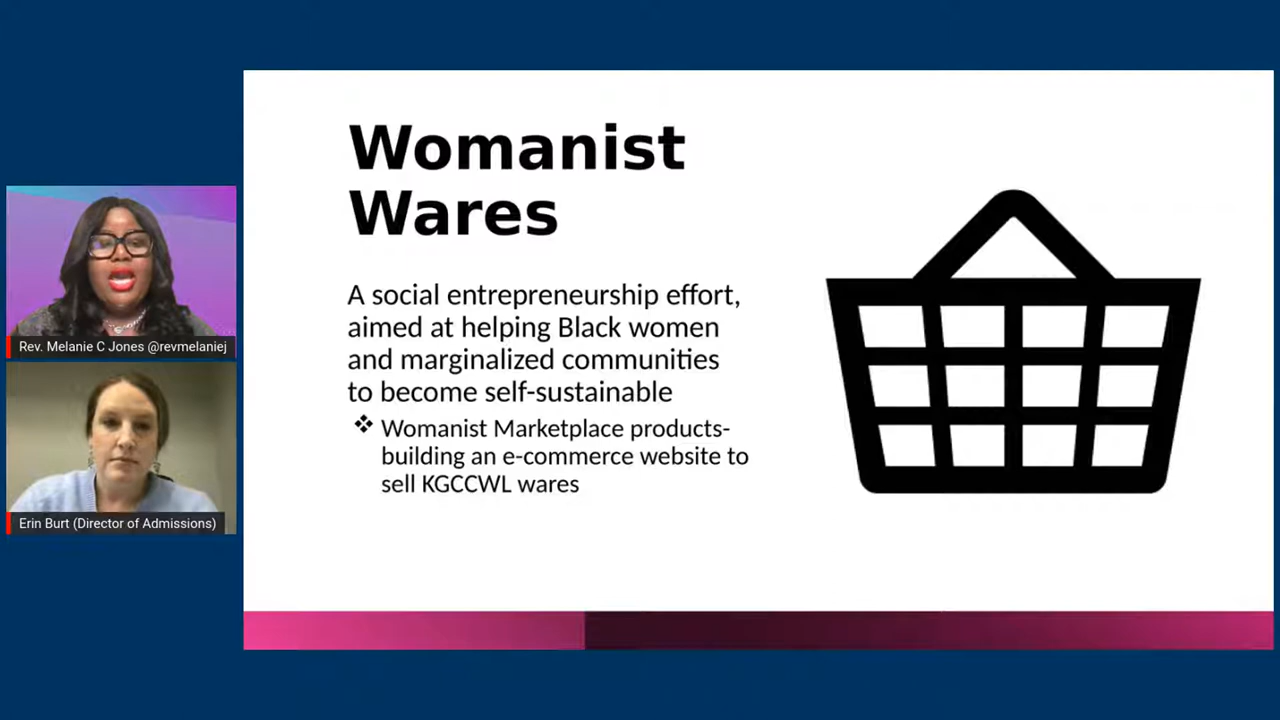 Womanist
Wares
A social entrepreneurship effort,
aimed at helping Black women
and marginalized communities
to become self-sustainable
❖ Womanist Marketplace products-
building an e-commerce website to
sell KGCCWL wares
Rev. Melanie C Jones @revmelaniej
Erin Burt (Director of Admissions)